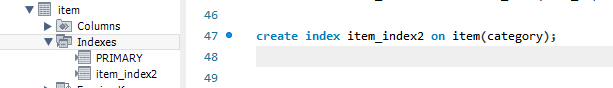 item
Columns
Indexes
PRIMARY
item_index2
46
47 create index item_index2 on item(category);
48
49